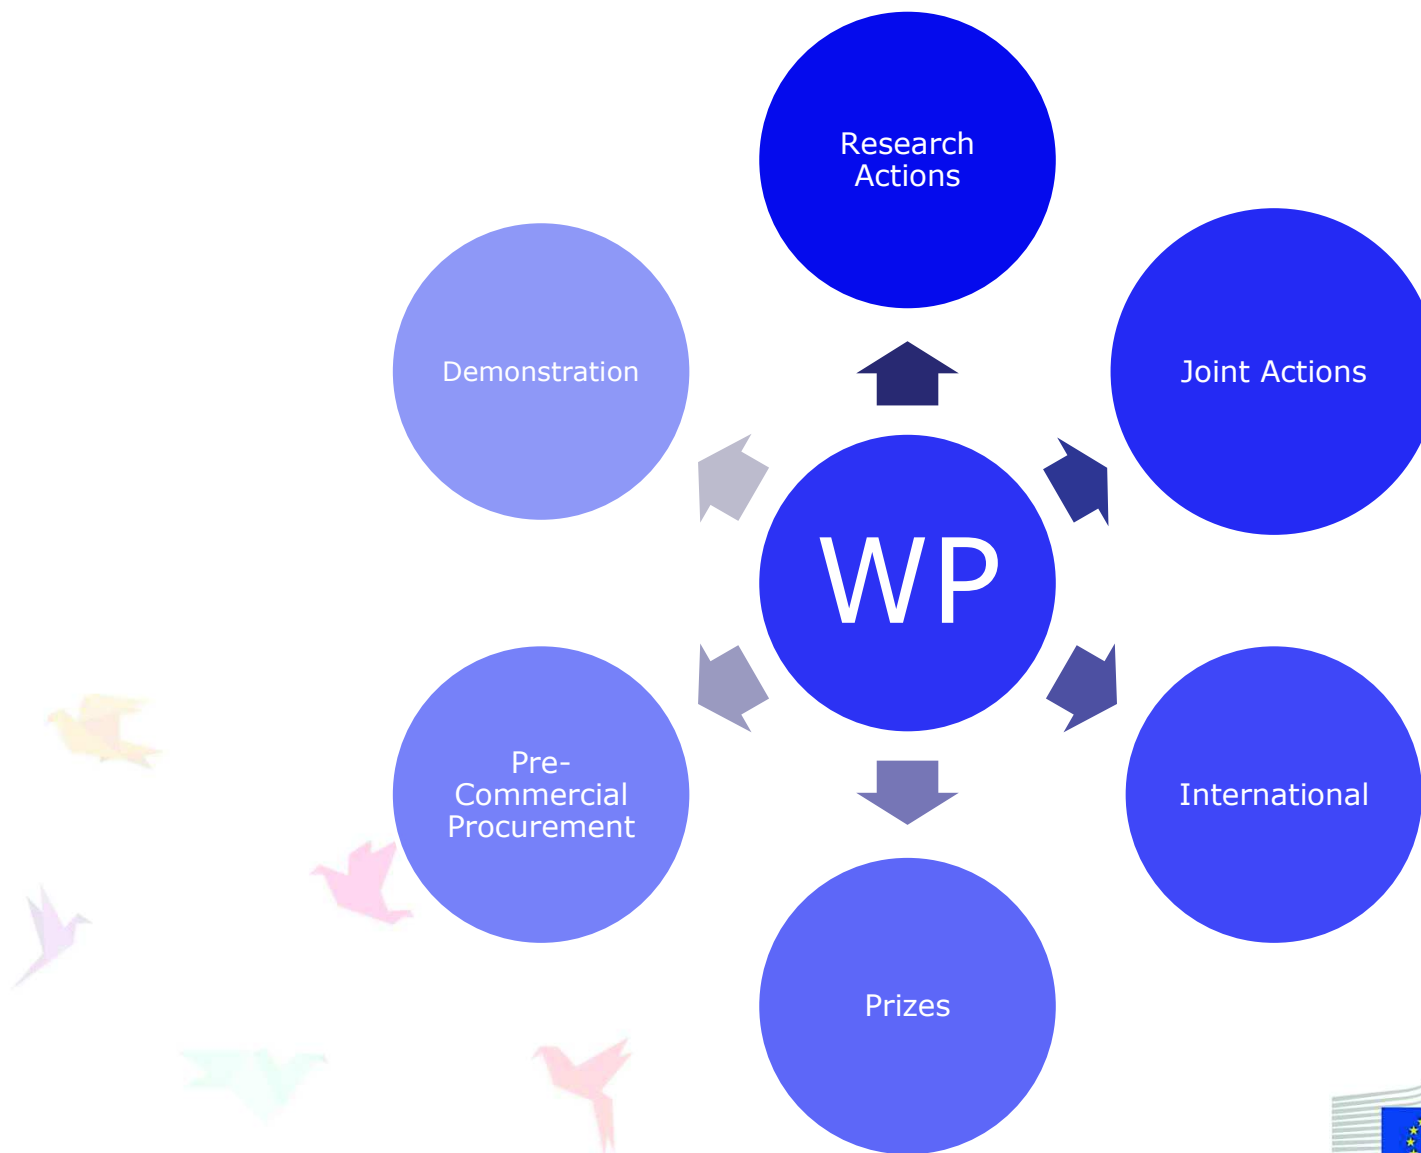 Research
Actions
Demonstration
Joint Actions
WP
Pre-
Commercial
Procurement
International
Prizes